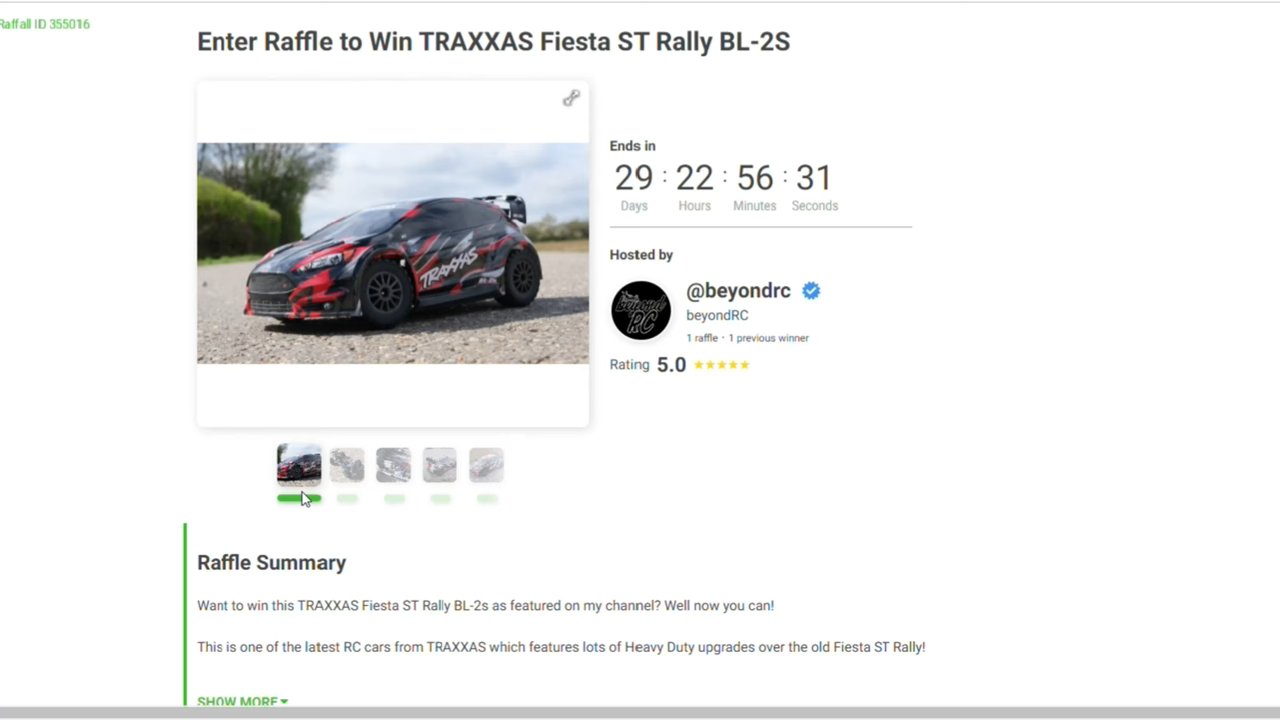 Raffall ID 355016
Enter Raffle to Win TRAXXAS Fiesta ST Rally BL-2S
TRAXXAS
Ends in
29 : 22 : 56 : 31
Days Hours Minutes Seconds
Hosted by
beyond RC
@beyondrc
beyondRC
1 raffle · 1 previous winner
Rating 5.0 ★★★★★
Raffle Summary
Want to win this TRAXXAS Fiesta ST Rally BL-2s as featured on my channel? Well now you can!
This is one of the latest RC cars from TRAXXAS which features lots of Heavy Duty upgrades over the old Fiesta ST Rally!
SHOW MORE